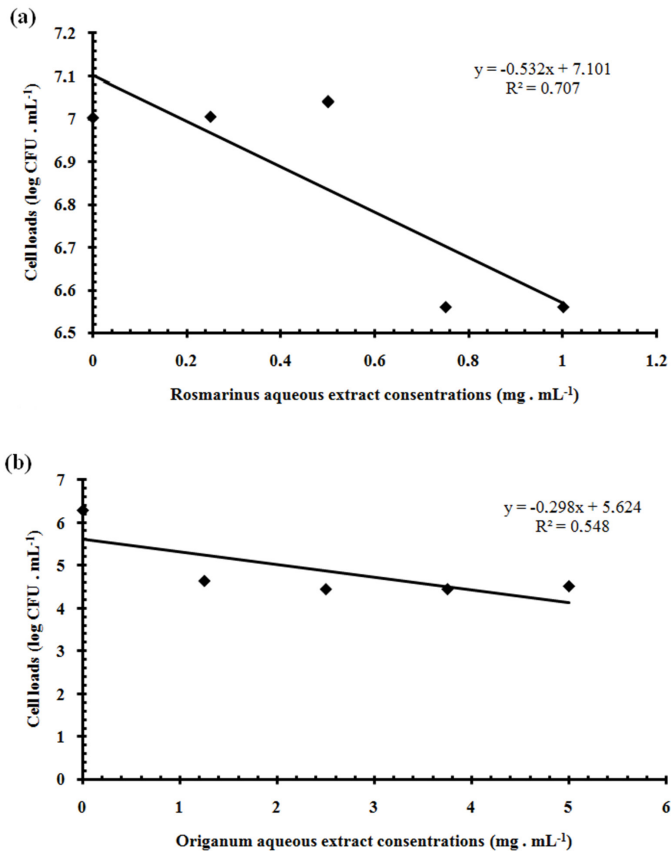 (a)
7.2
7.1
7
6.9
6.8
6.7
6.6
6.5
y = -0.532x + 7.101
R² = 0.707
Cell loads (log CFU . mL⁻¹)
0 0.2 0.4 0.6 0.8 1 1.2
Rosmarinus aqueous extract consentrations (mg . mL⁻¹)
(b)
7
6
5
4
3
2
1
0
y = -0.298x + 5.624
R² = 0.548
Cell loads (log CFU . mL⁻¹)
0 1 2 3 4 5 6
Origanum aqueous extract consentrations (mg . mL⁻¹)